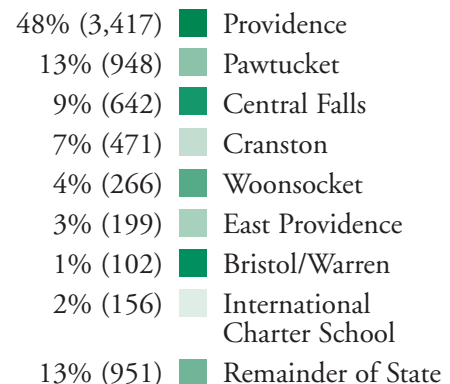 48% (3,417) Providence
13% (948) Pawtucket
9% (642) Central Falls
7% (471) Cranston
4% (266) Woonsocket
3% (199) East Providence
1% (102) Bristol/Warren
2% (156) International
Charter School
13% (951) Remainder of State